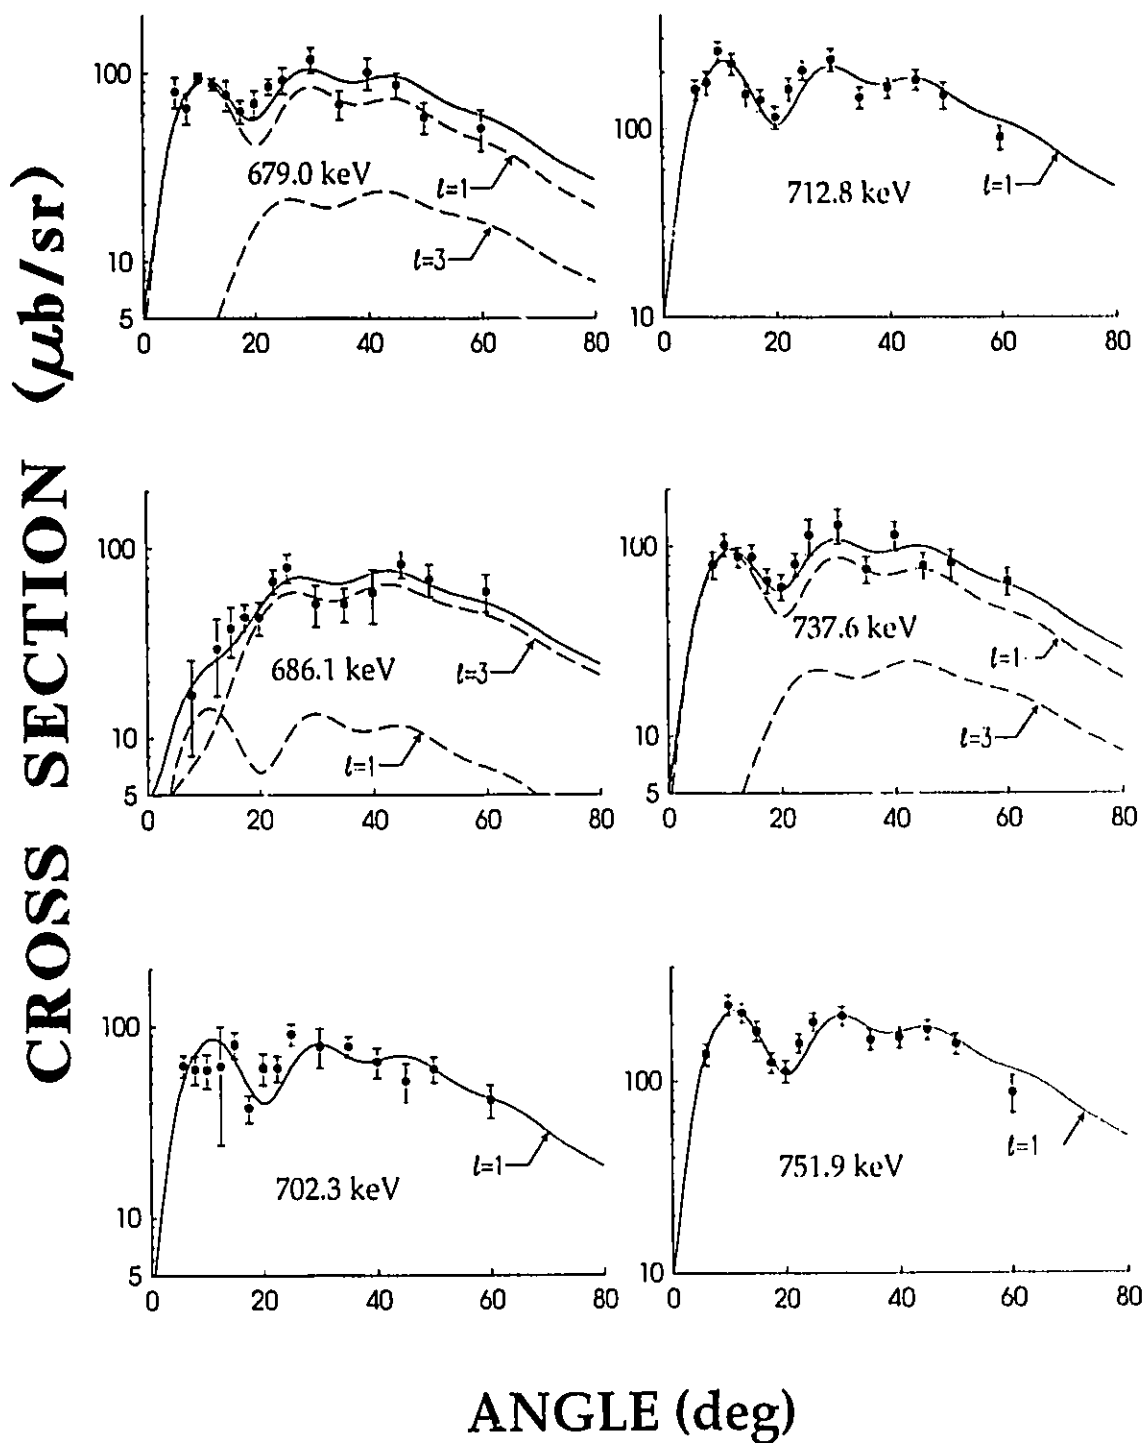 CROSS SECTION (μb/sr)
100
10
5
0 20 40 60 80
679.0 keV
ℓ=1
ℓ=3
100
10
0 20 40 60 80
712.8 keV
ℓ=1
100
10
5
0 20 40 60 80
686.1 keV
ℓ=3
ℓ=1
100
10
5
0 20 40 60 80
737.6 keV
ℓ=1
ℓ=3
100
10
5
0 20 40 60 80
702.3 keV
ℓ=1
100
10
0 20 40 60 80
751.9 keV
ℓ=1
ANGLE (deg)